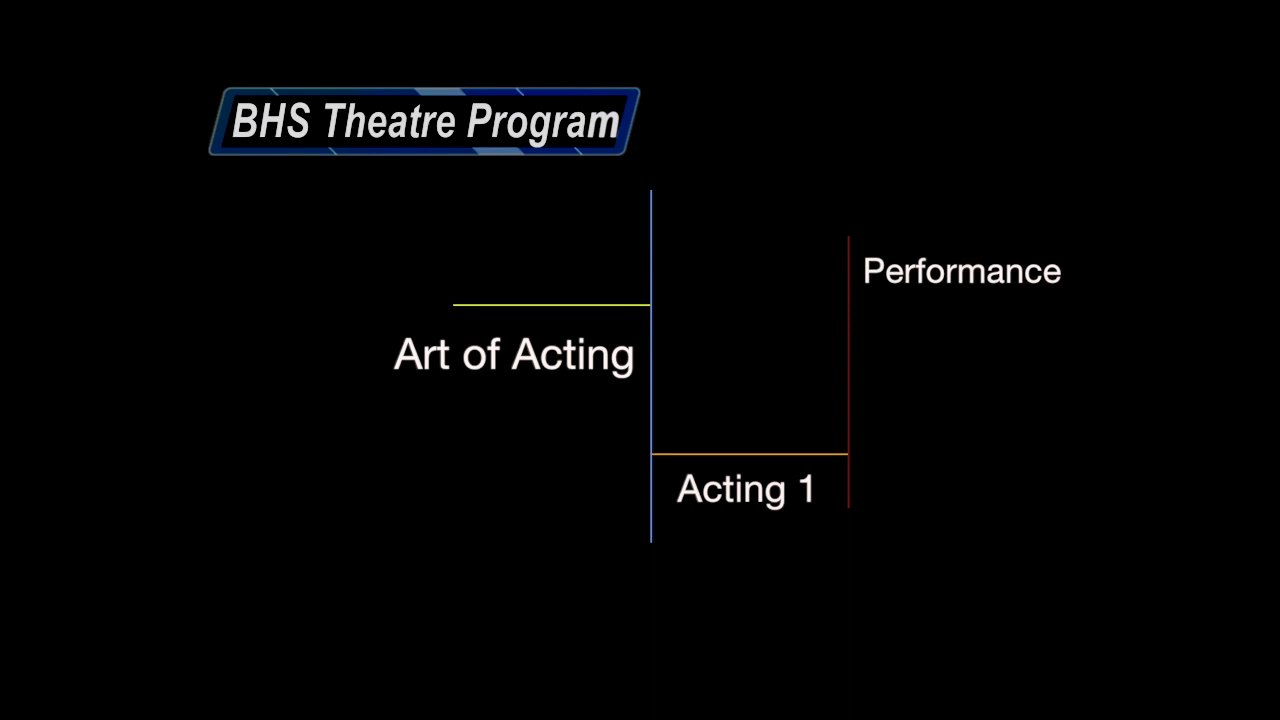 BHS Theatre Program
Performance
Art of Acting
Acting 1